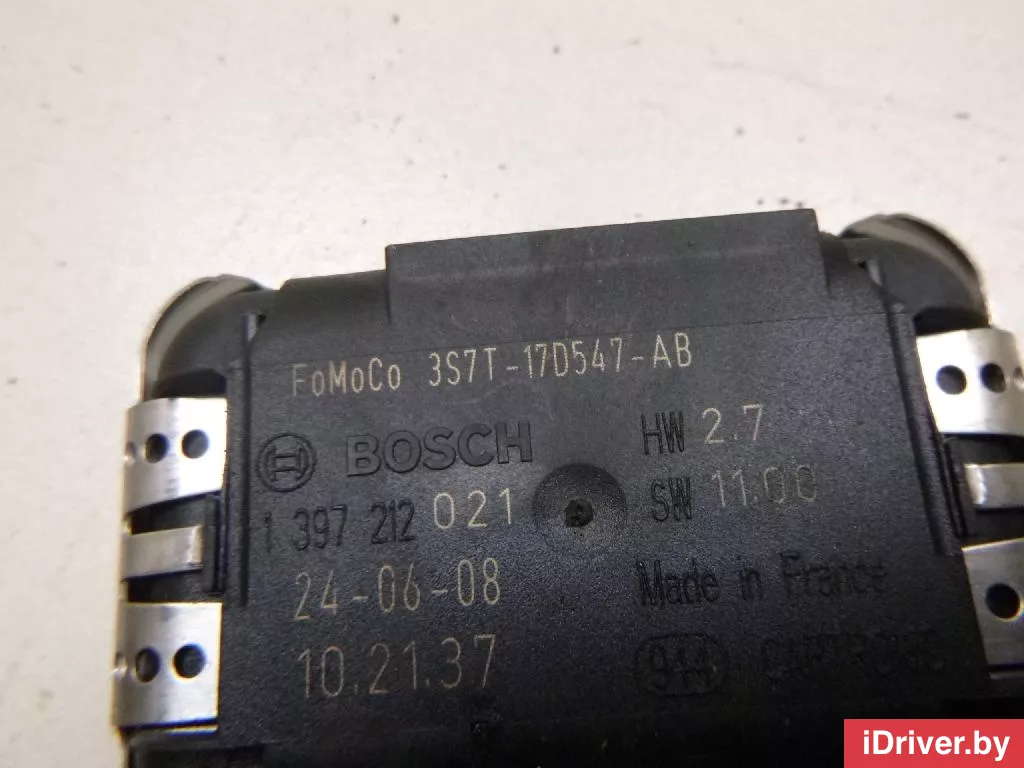 FoMoCo 3S7T-17D547-AB
BOSCH HW 2.7
1 397 212 021 SW 11.00
24-06-08 Made in France
10.21.37 944
iDriver.by